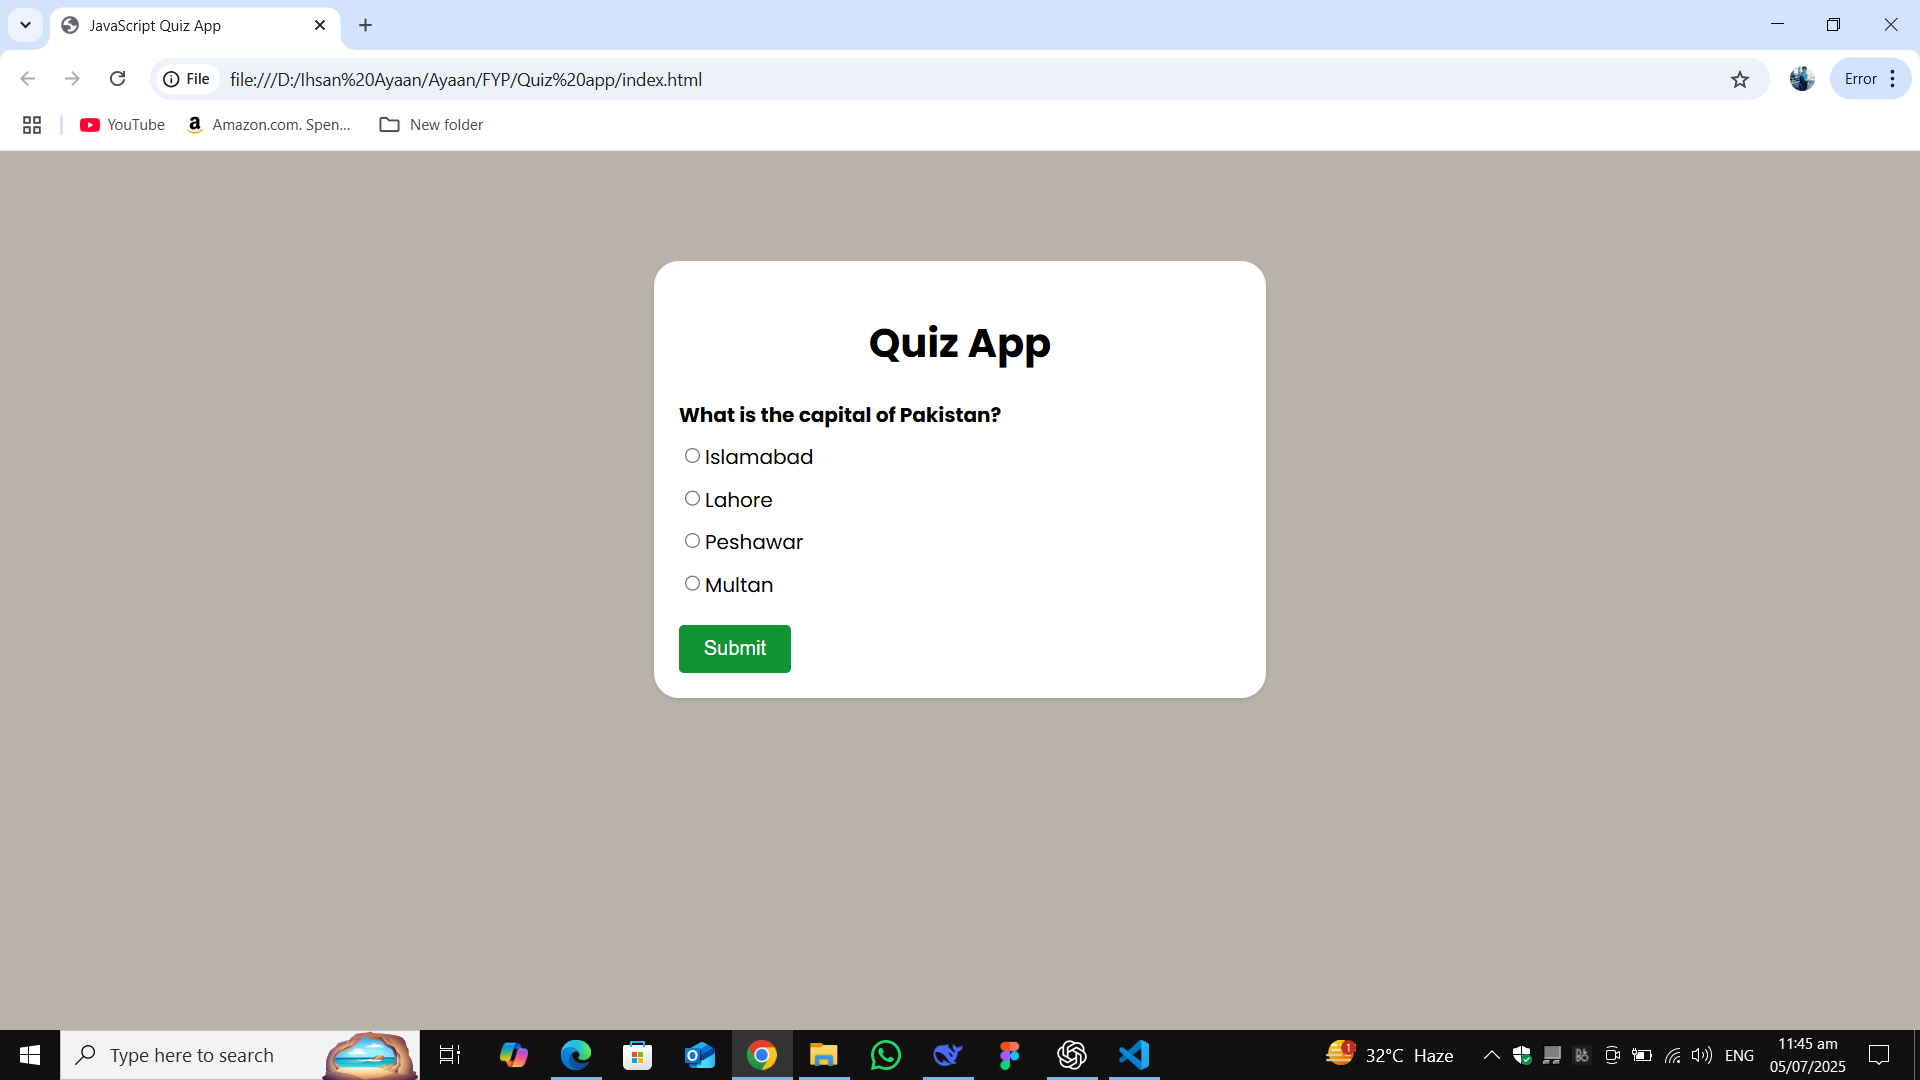 JavaScript Quiz App
File
file:///D:/Ihsan%20Ayaan/Ayaan/FYP/Quiz%20app/index.html
Error
YouTube
Amazon.com. Spen...
New folder
Quiz App
What is the capital of Pakistan?
Islamabad
Lahore
Peshawar
Multan
Submit
Type here to search
1
32°C Haze
ENG
11:45 am
05/07/2025